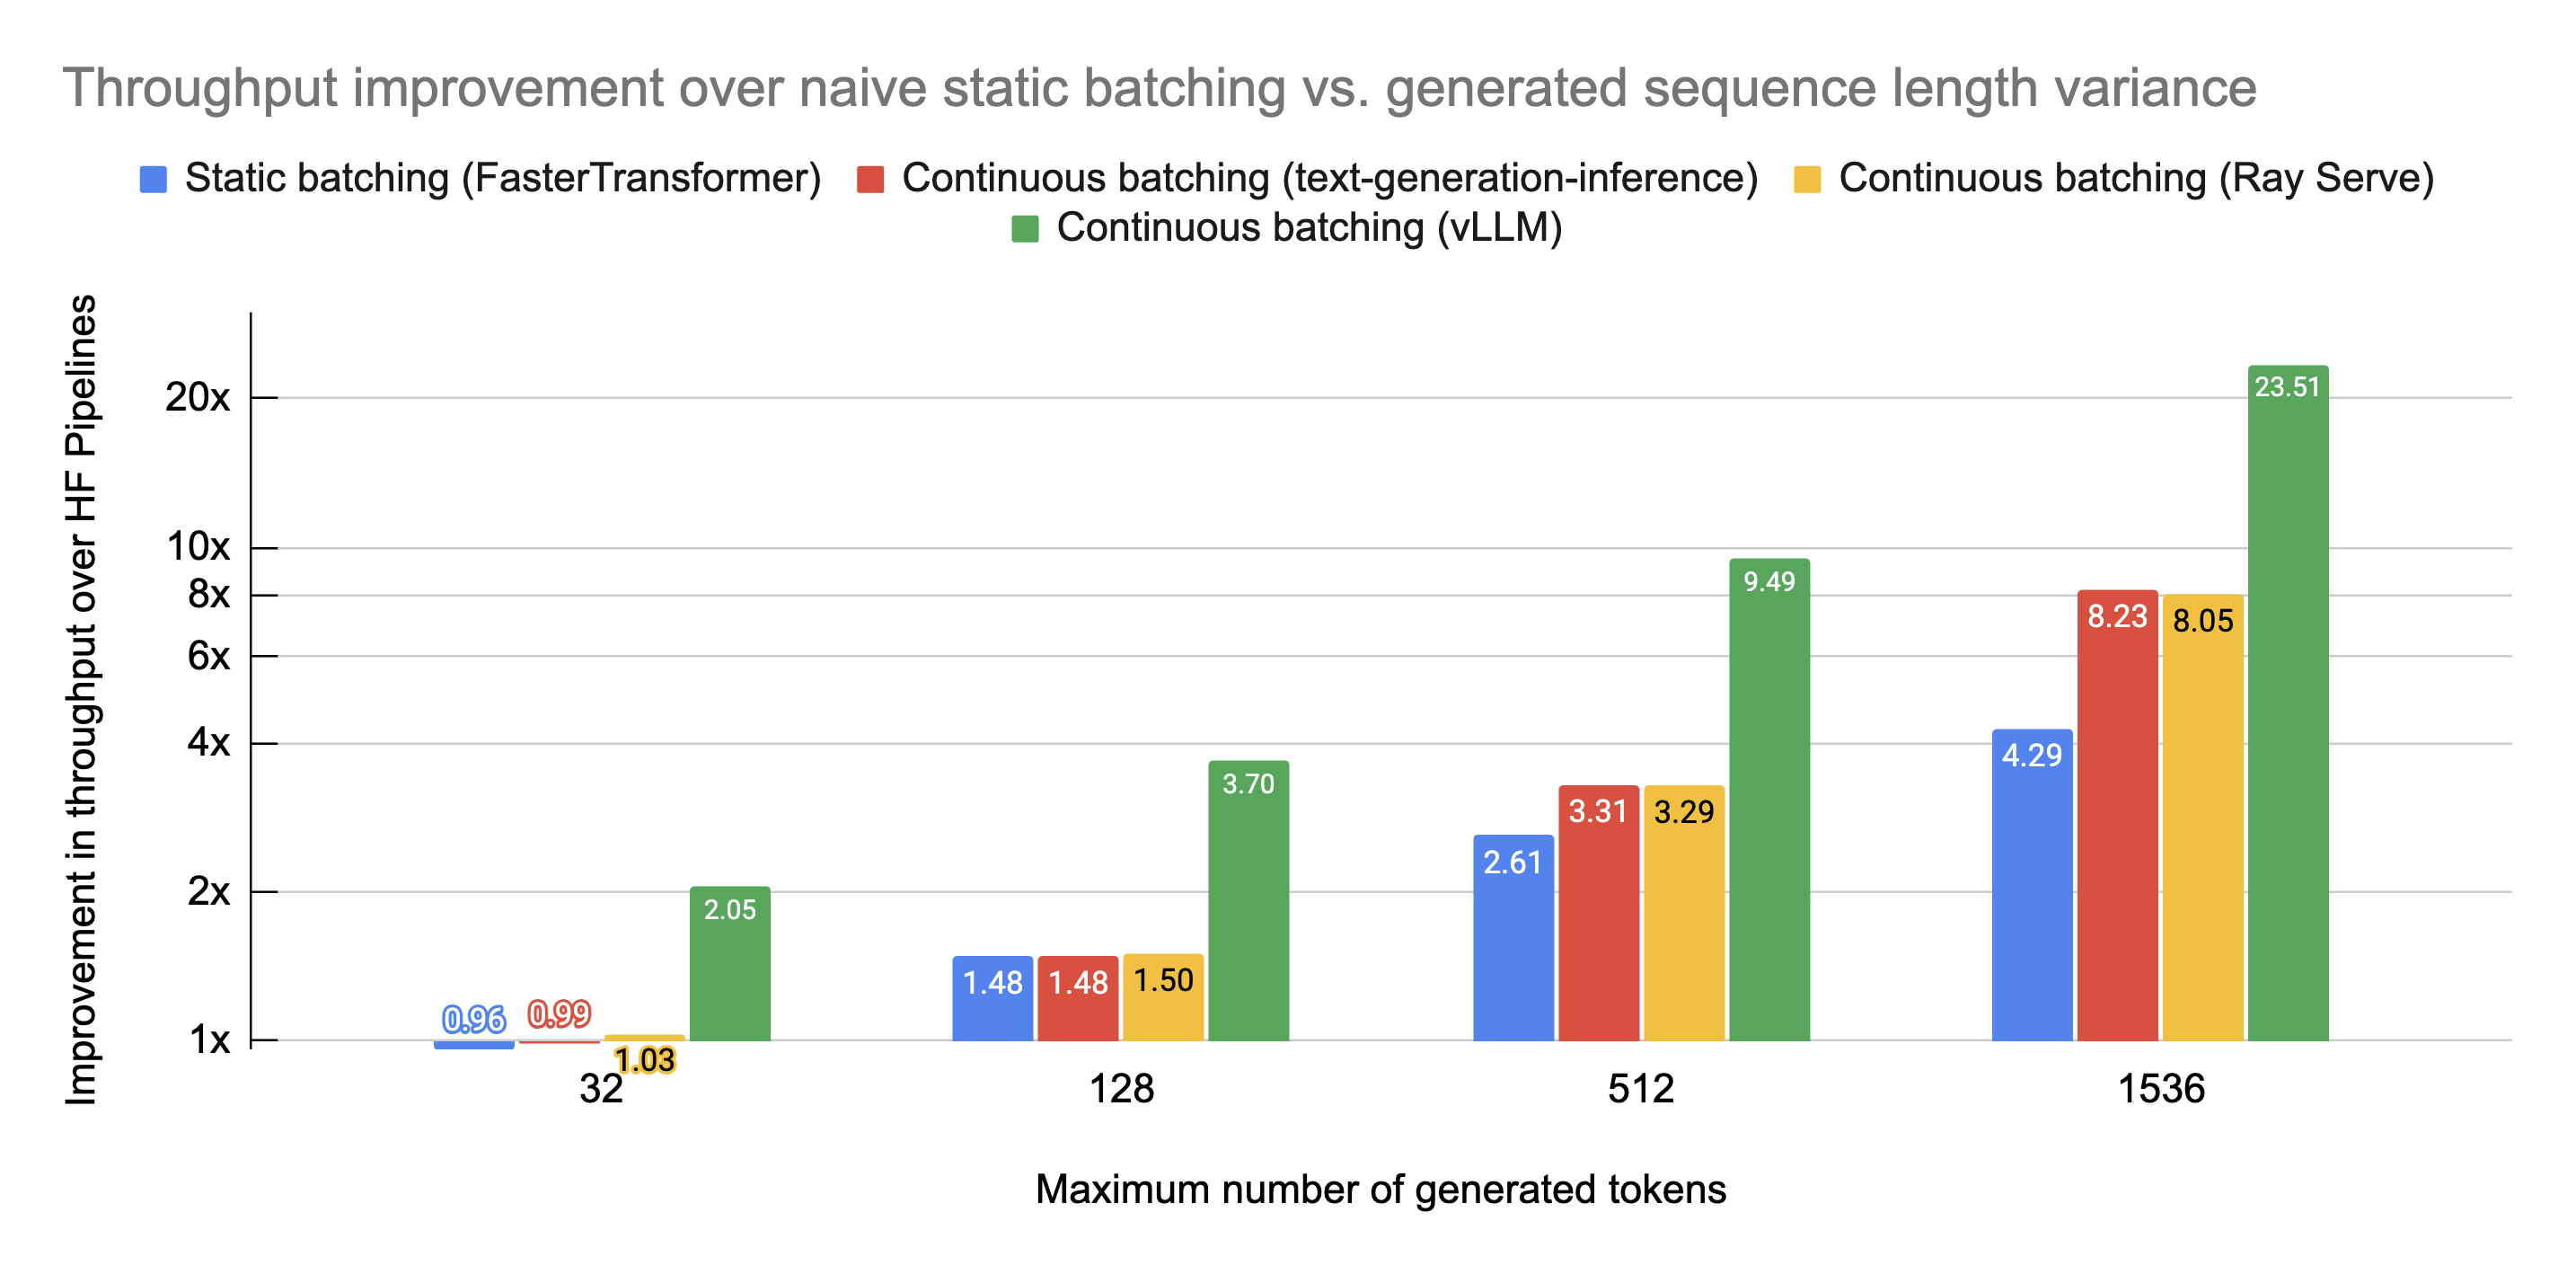 Throughput improvement over naive static batching vs. generated sequence length variance
Static batching (FasterTransformer) Continuous batching (text-generation-inference) Continuous batching (Ray Serve)
Continuous batching (vLLM)
Improvement in throughput over HF Pipelines
20x
10x
8x
6x
4x
2x
1x
0.96 0.99 1.03 2.05
1.48 1.48 1.50 3.70
2.61 3.31 3.29 9.49
4.29 8.23 8.05 23.51
32 128 512 1536
Maximum number of generated tokens